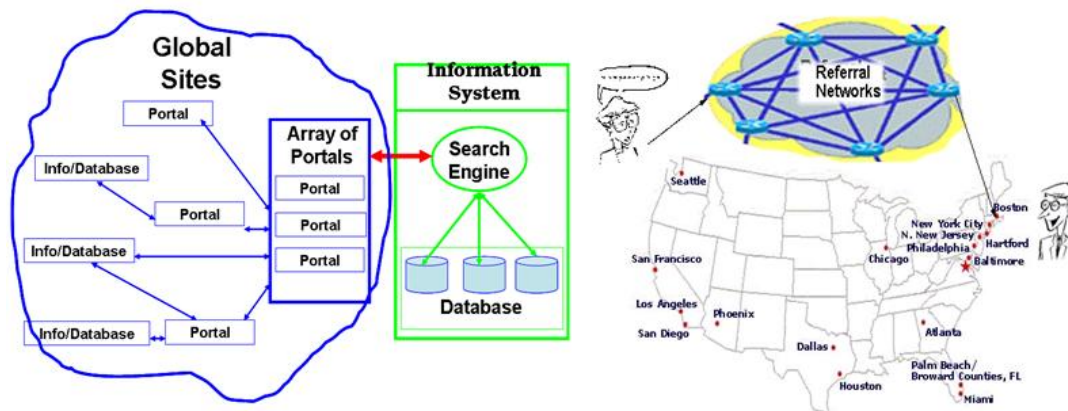 Global
Sites
Portal
Info/Database
Portal
Info/Database
Info/Database
Portal
Array of
Portals
Portal
Portal
Portal
Information
System
Search
Engine
Database
Referral
Networks
Seattle
Boston
New York City
N. New Jersey
Hartford
Philadelphia
Baltimore
Chicago
San Francisco
Los Angeles
San Diego
Phoenix
Dallas
Houston
Atlanta
Palm Beach/
Broward Counties, FL
Miami